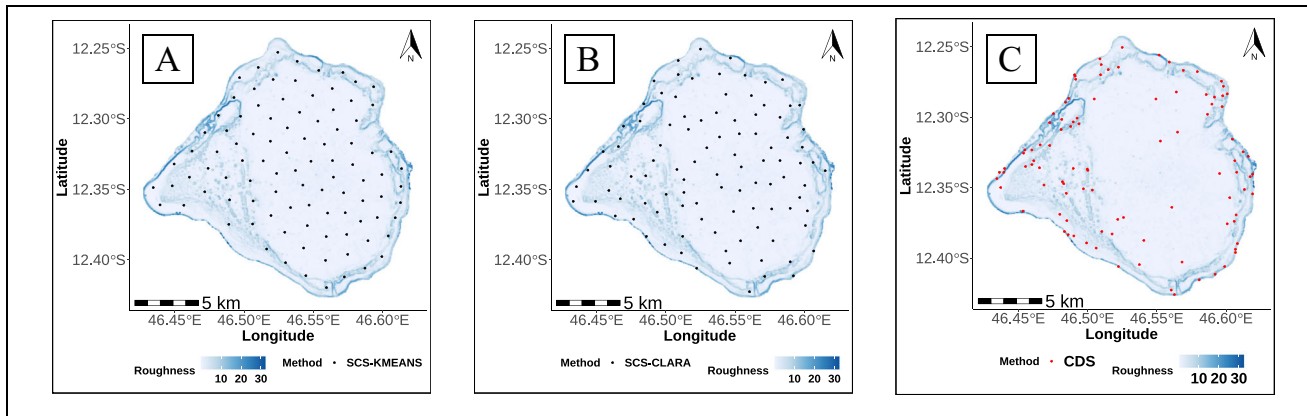 A
N
12.25°S
12.30°S
12.35°S
12.40°S
Latitude
5 km
46.45°E 46.50°E 46.55°E 46.60°E
Longitude
Roughness 10 20 30 Method SCS-KMEANS
B
N
12.25°S
12.30°S
12.35°S
12.40°S
Latitude
5 km
46.45°E 46.50°E 46.55°E 46.60°E
Longitude
Method SCS-CLARA Roughness 10 20 30
C
N
12.25°S
12.30°S
12.35°S
12.40°S
Latitude
5 km
46.45°E 46.50°E 46.55°E 46.60°E
Longitude
Method CDS Roughness 10 20 30